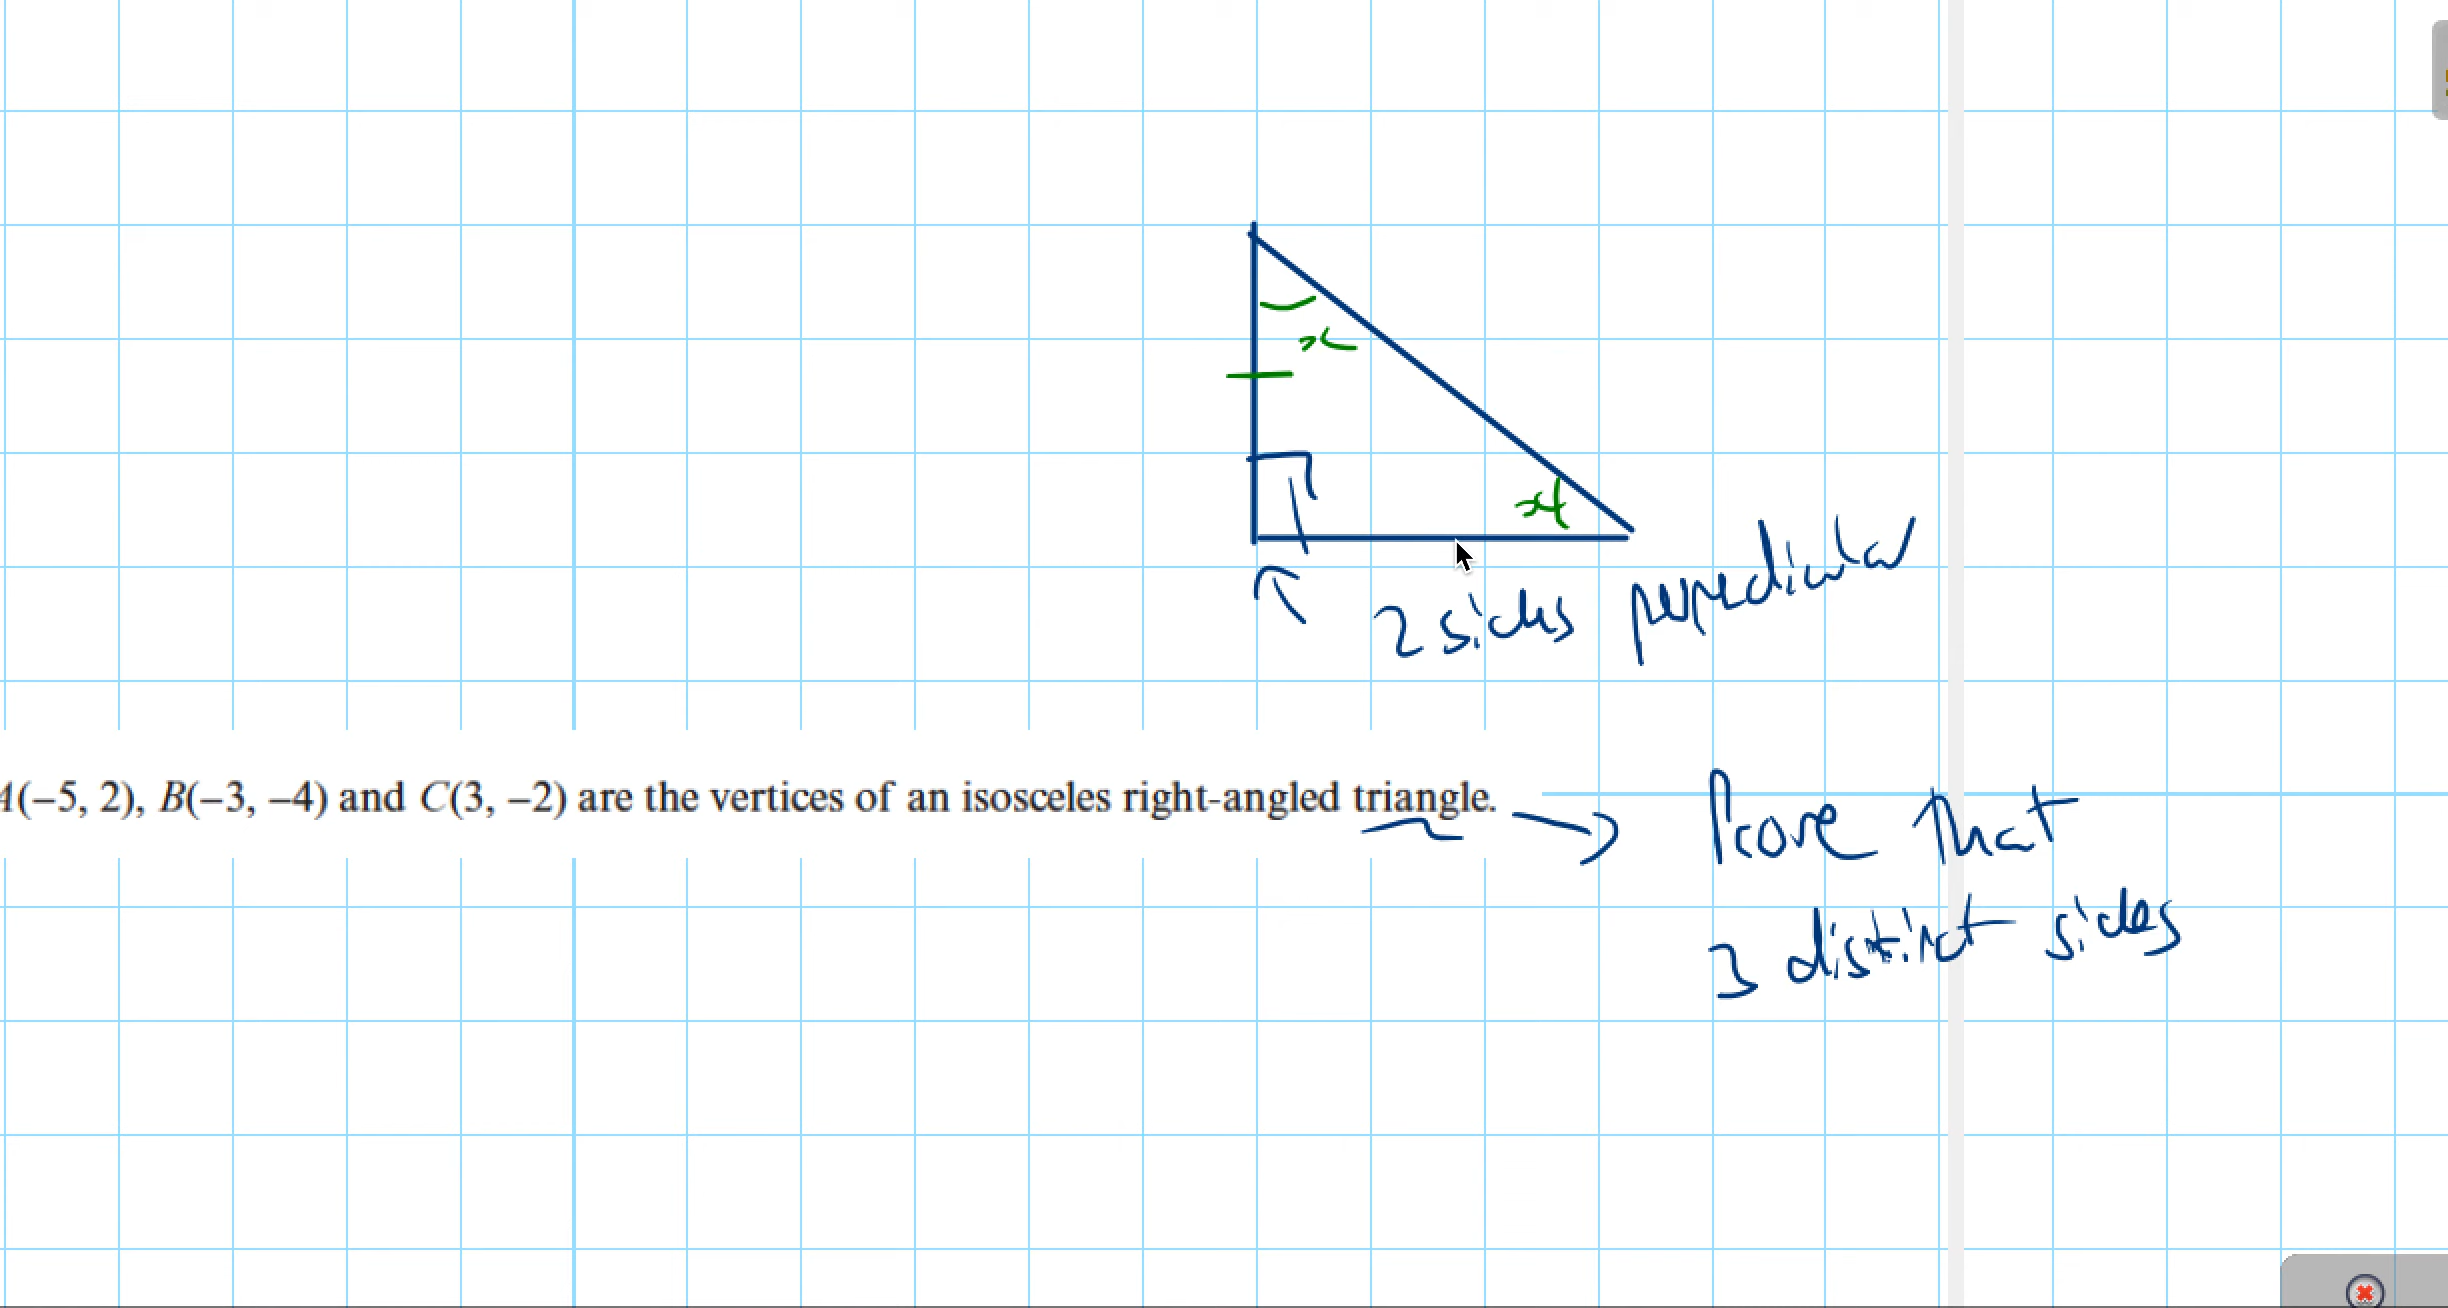 x
x
2 sides perpedicular
A(–5, 2), B(–3, –4) and C(3, –2) are the vertices of an isosceles right-angled triangle.
Prove that
3 distinct sides